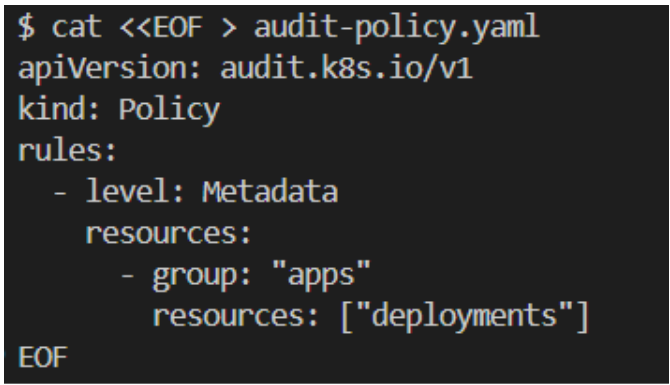 $ cat <<EOF > audit-policy.yaml
apiVersion: audit.k8s.io/v1
kind: Policy
rules:
  - level: Metadata
    resources:
      - group: "apps"
        resources: ["deployments"]
EOF